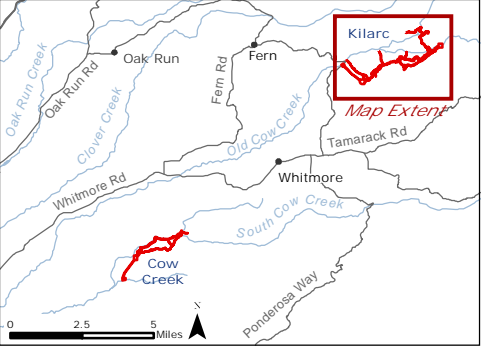 Kilarc
Map Extent
Fern
Oak Run
Oak Run Creek
Oak Run Rd
Clover Creek
Fern Rd
Old Cow Creek
Tamarack Rd
Whitmore
Whitmore Rd
South Cow Creek
Cow
Creek
Ponderosa Way
N
0 2.5 5
Miles